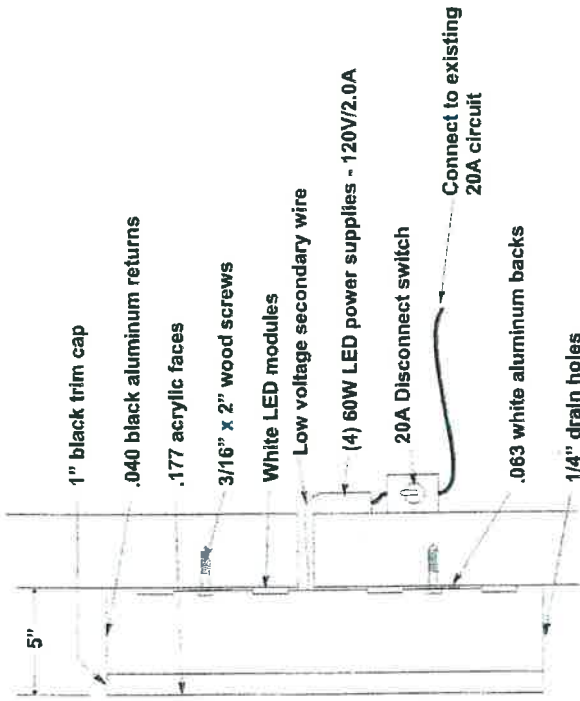 5"
1" black trim cap
.040 black aluminum returns
.177 acrylic faces
3/16" x 2" wood screws
White LED modules
Low voltage secondary wire
(4) 60W LED power supplies - 120V/2.0A
20A Disconnect switch
Connect to existing
20A circuit
.063 white aluminum backs
1/4" drain holes